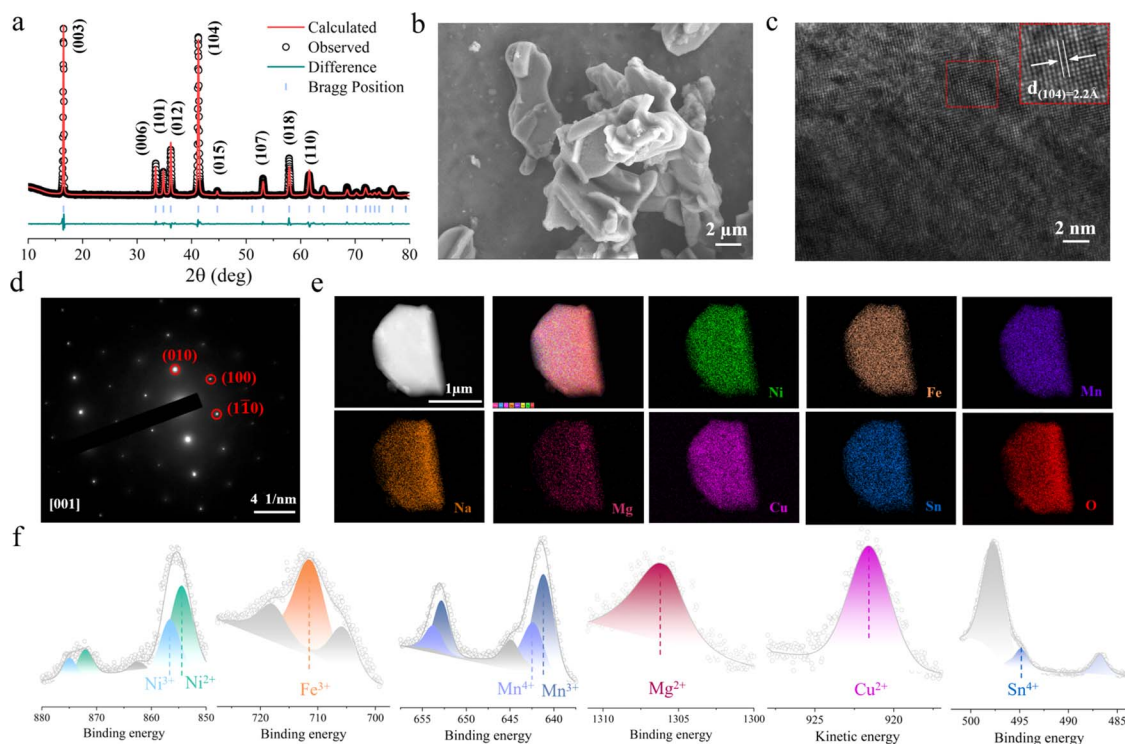 a
Calculated
Observed
Difference
Bragg Position
(003)
(006)
(101)
(012)
(104)
(015)
(107)
(018)
(110)
10 20 30 40 50 60 70 80
2θ (deg)
b
2 μm
c
d(104)=2.2Å
2 nm
d
(010)
(100)
(11̅0)
[001]
4 1/nm
e
1μm
Ni
Fe
Mn
Na
Mg
Cu
Sn
O
f
Ni3+
Ni2+
880 870 860 850
Binding energy
Fe3+
720 710 700
Binding energy
Mn4+
Mn3+
655 645 640
Binding energy
Mg2+
1310 1305 1300
Binding energy
Cu2+
925 920
Kinetic energy
Sn4+
500 495 490 485
Binding energy